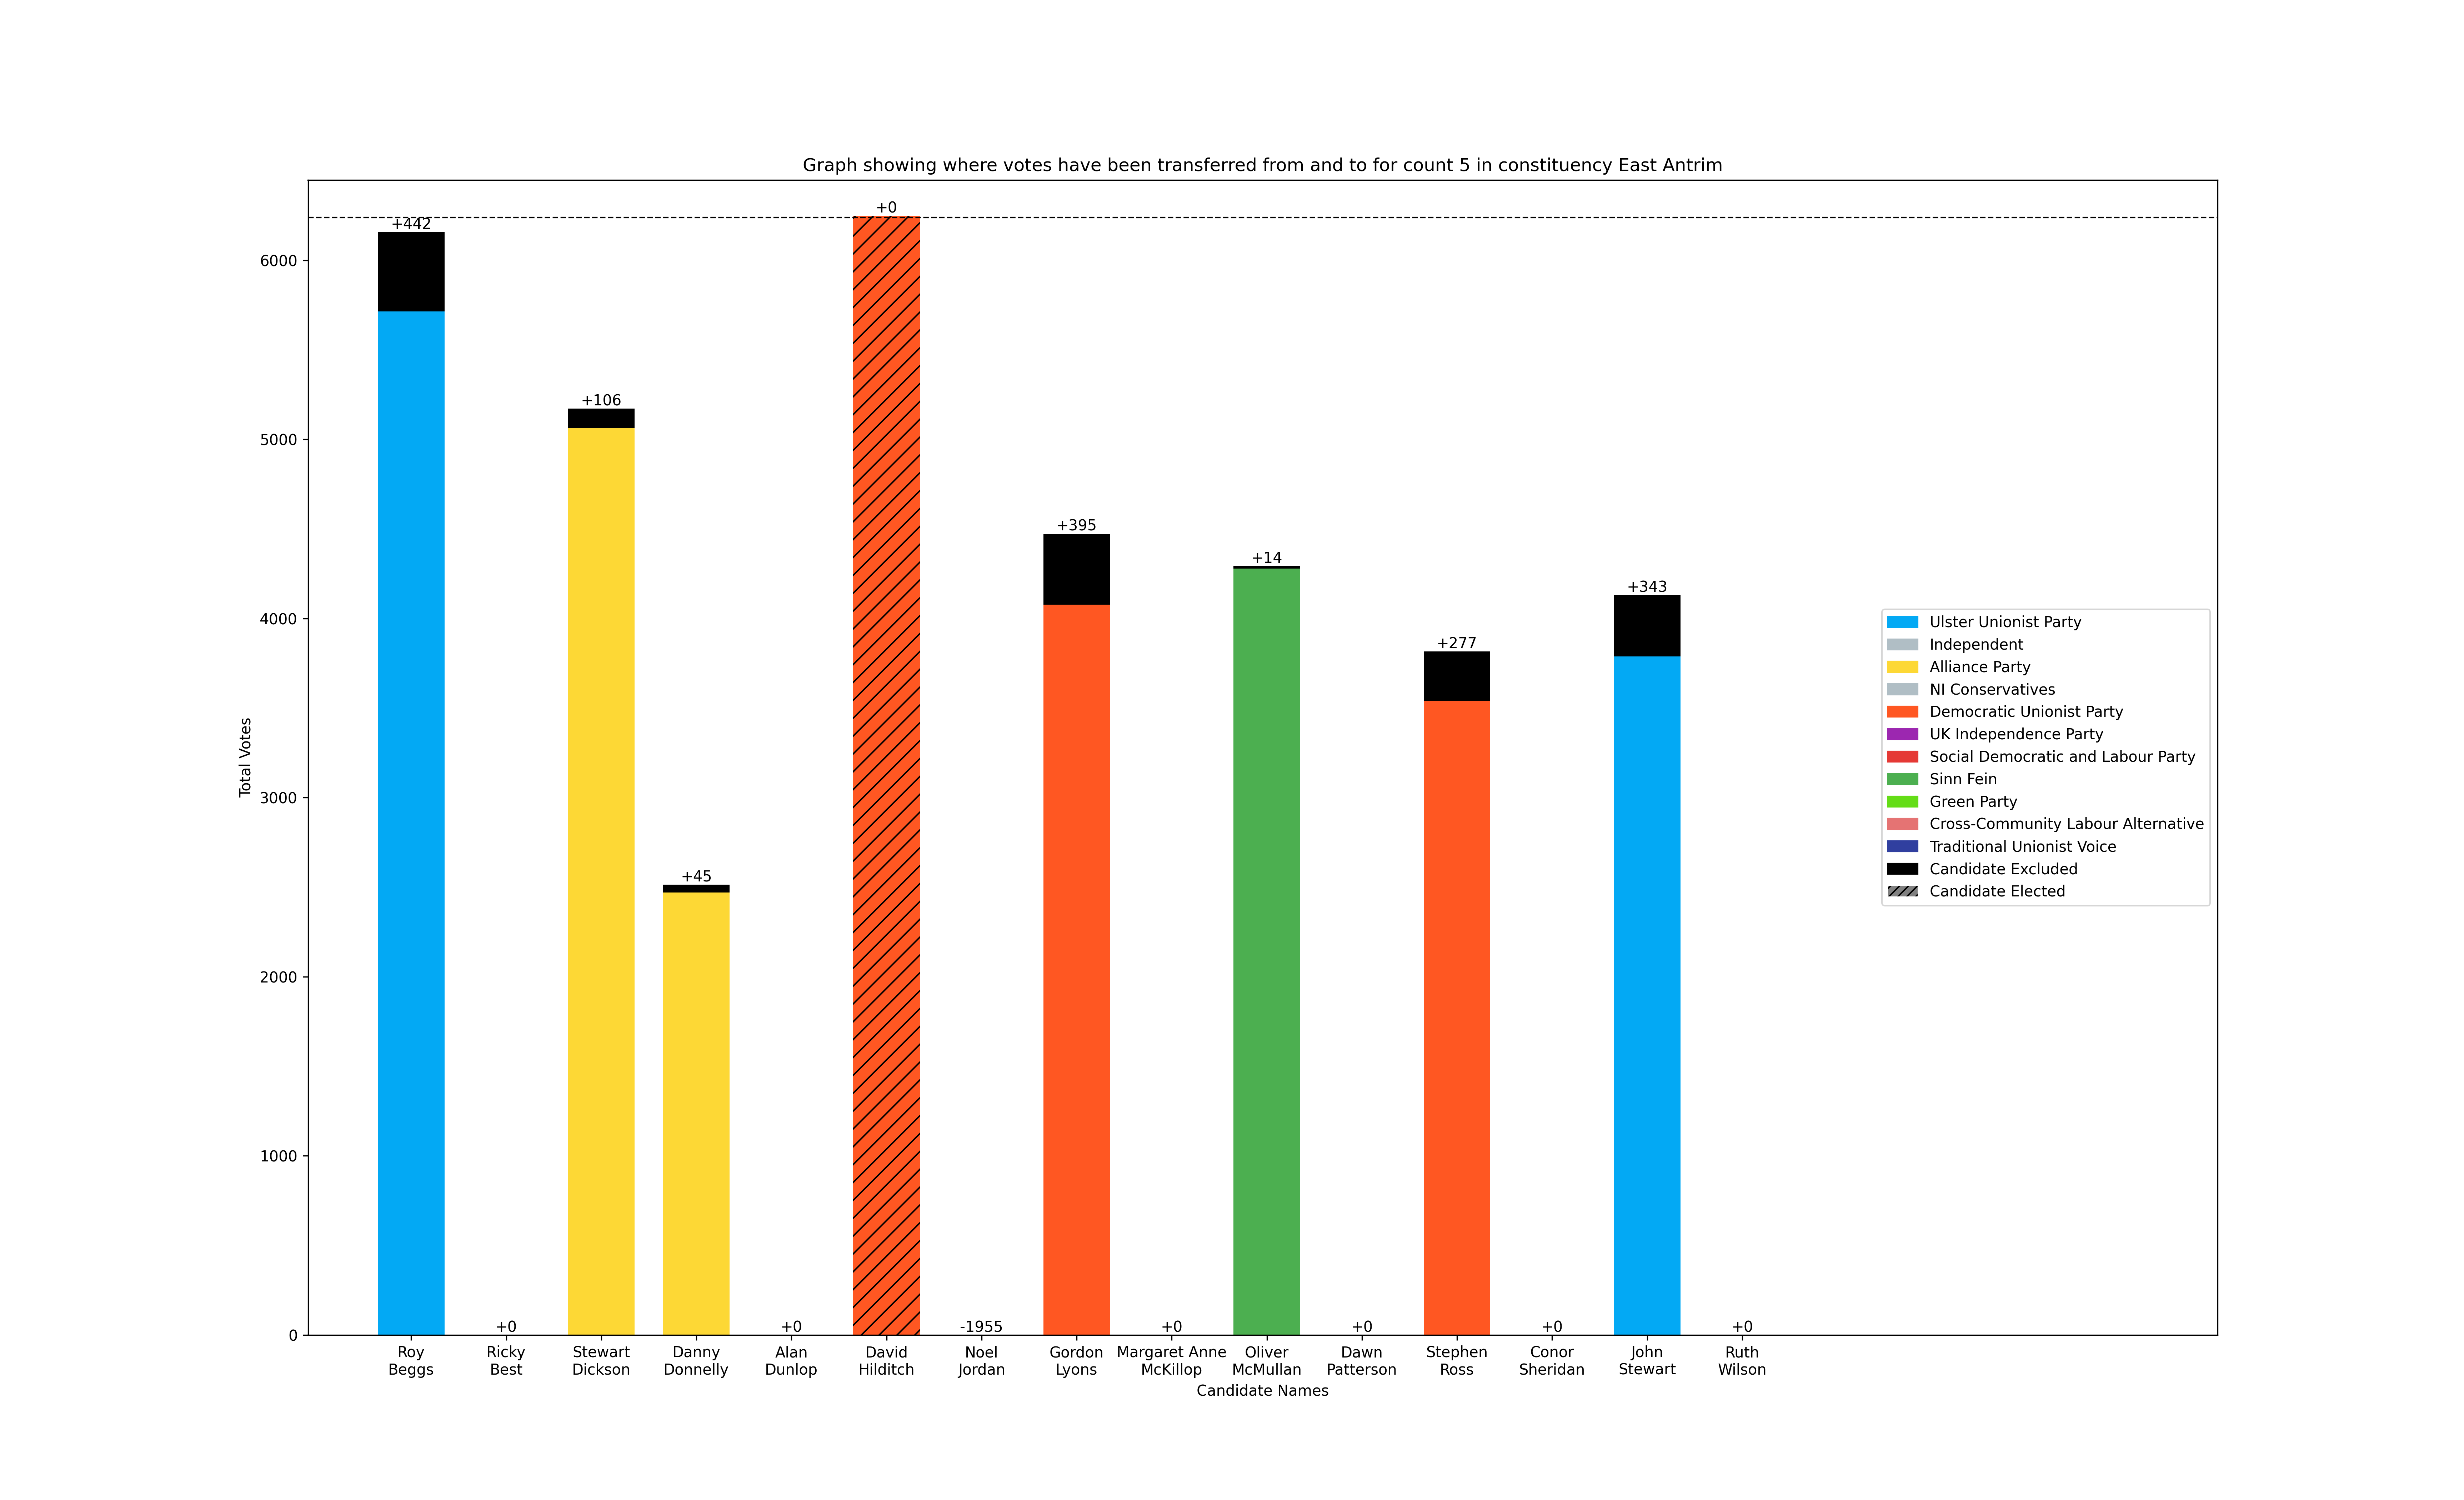 Graph showing where votes have been transferred from and to for count 5 in constituency East Antrim
Total Votes
6000
5000
4000
3000
2000
1000
0
+442
+0
+106
+45
+0
+0
-1955
+395
+0
+14
+0
+277
+0
+343
+0
Roy
Beggs
Ricky
Best
Stewart
Dickson
Danny
Donnelly
Alan
Dunlop
David
Hilditch
Noel
Jordan
Gordon
Lyons
Margaret Anne
McKillop
Oliver
McMullan
Dawn
Patterson
Stephen
Ross
Conor
Sheridan
John
Stewart
Ruth
Wilson
Candidate Names
Ulster Unionist Party
Independent
Alliance Party
NI Conservatives
Democratic Unionist Party
UK Independence Party
Social Democratic and Labour Party
Sinn Fein
Green Party
Cross-Community Labour Alternative
Traditional Unionist Voice
Candidate Excluded
Candidate Elected